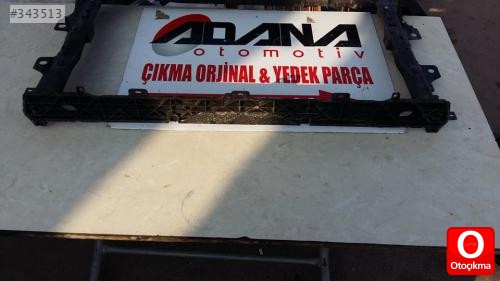 #343513
ADANA
otomotiv
ÇIKMA ORJİNAL & YEDEK PARÇA
O
Otoçıkma